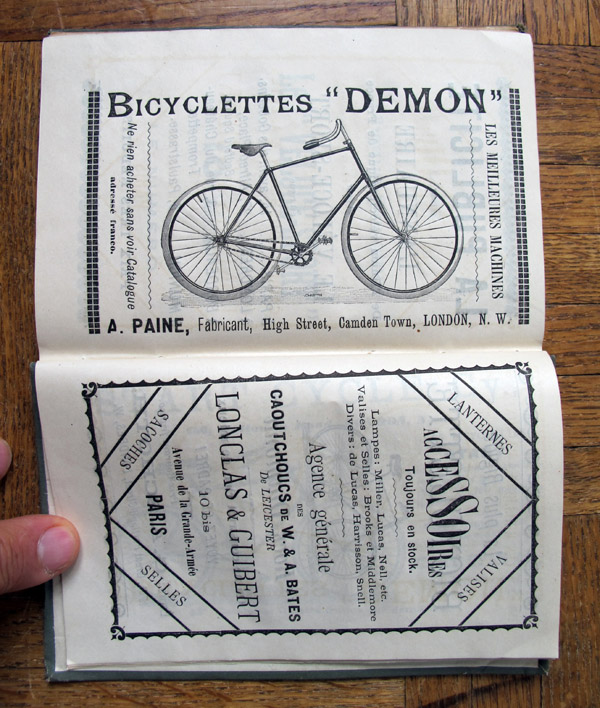 BICYCLETTES "DEMON"
LES MEILLEURES MACHINES
Ne rien acheter sans voir Catalogue
adressé franco.
A. PAINE, Fabricant, High Street, Camden Town, LONDON, N. W.
LANTERNES
VALISES
ACCESSOIRES
Toujours en stock.
Lampes: Miller, Lucas, Nell, etc.
Valises et Selles: Brooks et Middlemore
Divers: de Lucas, Harrisson, Snell.
Agence générale
DES
CAOUTCHOUCS DE W. & A. BATES
De LEICESTER
LONCLAS & GUIBERT
10 bis
Avenue de la Grande-Armée
PARIS
SACOCHES
SELLES